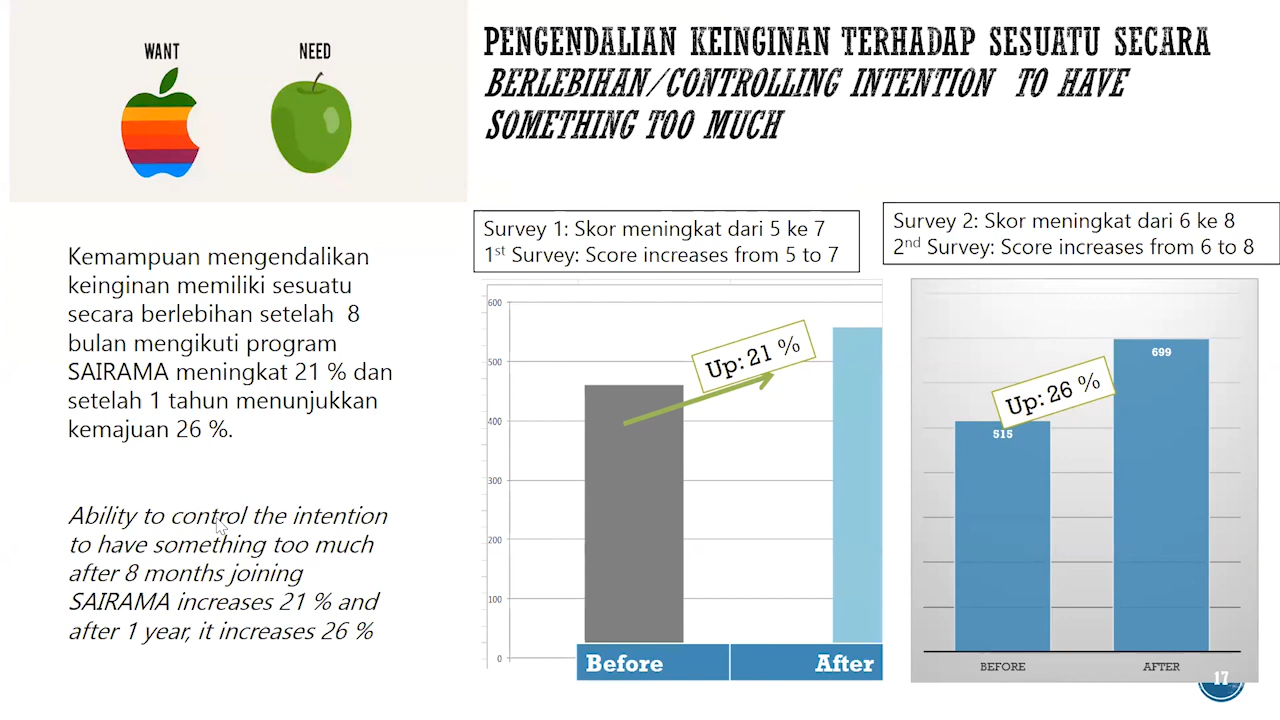 WANT
NEED
PENGENDALIAN KEINGINAN TERHADAP SESUATU SECARA
BERLEBIHAN/CONTROLLING INTENTION TO HAVE
SOMETHING TOO MUCH
Kemampuan mengendalikan
keinginan memiliki sesuatu
secara berlebihan setelah 8
bulan mengikuti program
SAIRAMA meningkat 21 % dan
setelah 1 tahun menunjukkan
kemajuan 26 %.
Ability to control the intention
to have something too much
after 8 months joining
SAIRAMA increases 21 % and
after 1 year, it increases 26 %
Survey 1: Skor meningkat dari 5 ke 7
1st Survey: Score increases from 5 to 7
600
500
400
300
200
100
0
Up: 21 %
Before
After
Survey 2: Skor meningkat dari 6 ke 8
2nd Survey: Score increases from 6 to 8
699
Up: 26 %
515
BEFORE
AFTER
17